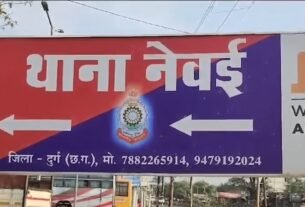 थाना नेवई
जिला - दुर्ग (छ.ग.), मो. 7882265914, 9479192024
W
A